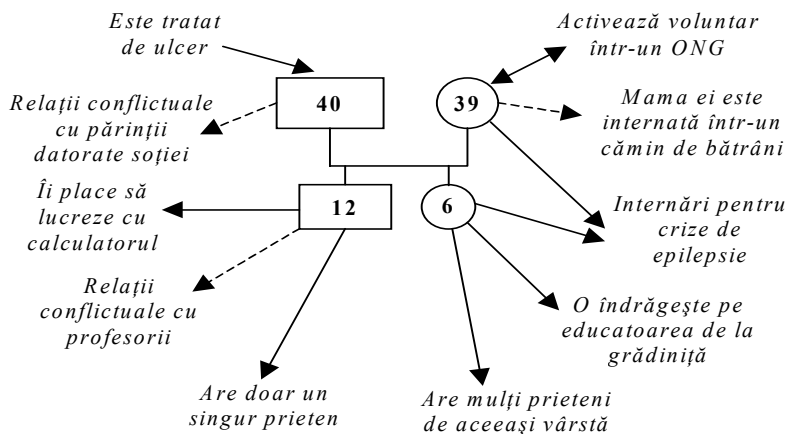 Este tratat
de ulcer
Activează voluntar
într-un ONG
40
39
Relații conflictuale
cu părinții
datorate soției
Mama ei este
internată într-un
cămin de bătrâni
Îi place să
lucreze cu
calculatorul
12
6
Internări pentru
crize de
epilepsie
Relații
conflictuale cu
profesorii
O îndrăgește pe
educatoarea de la
grădiniță
Are doar un
singur prieten
Are mulți prieteni
de aceeași vârstă